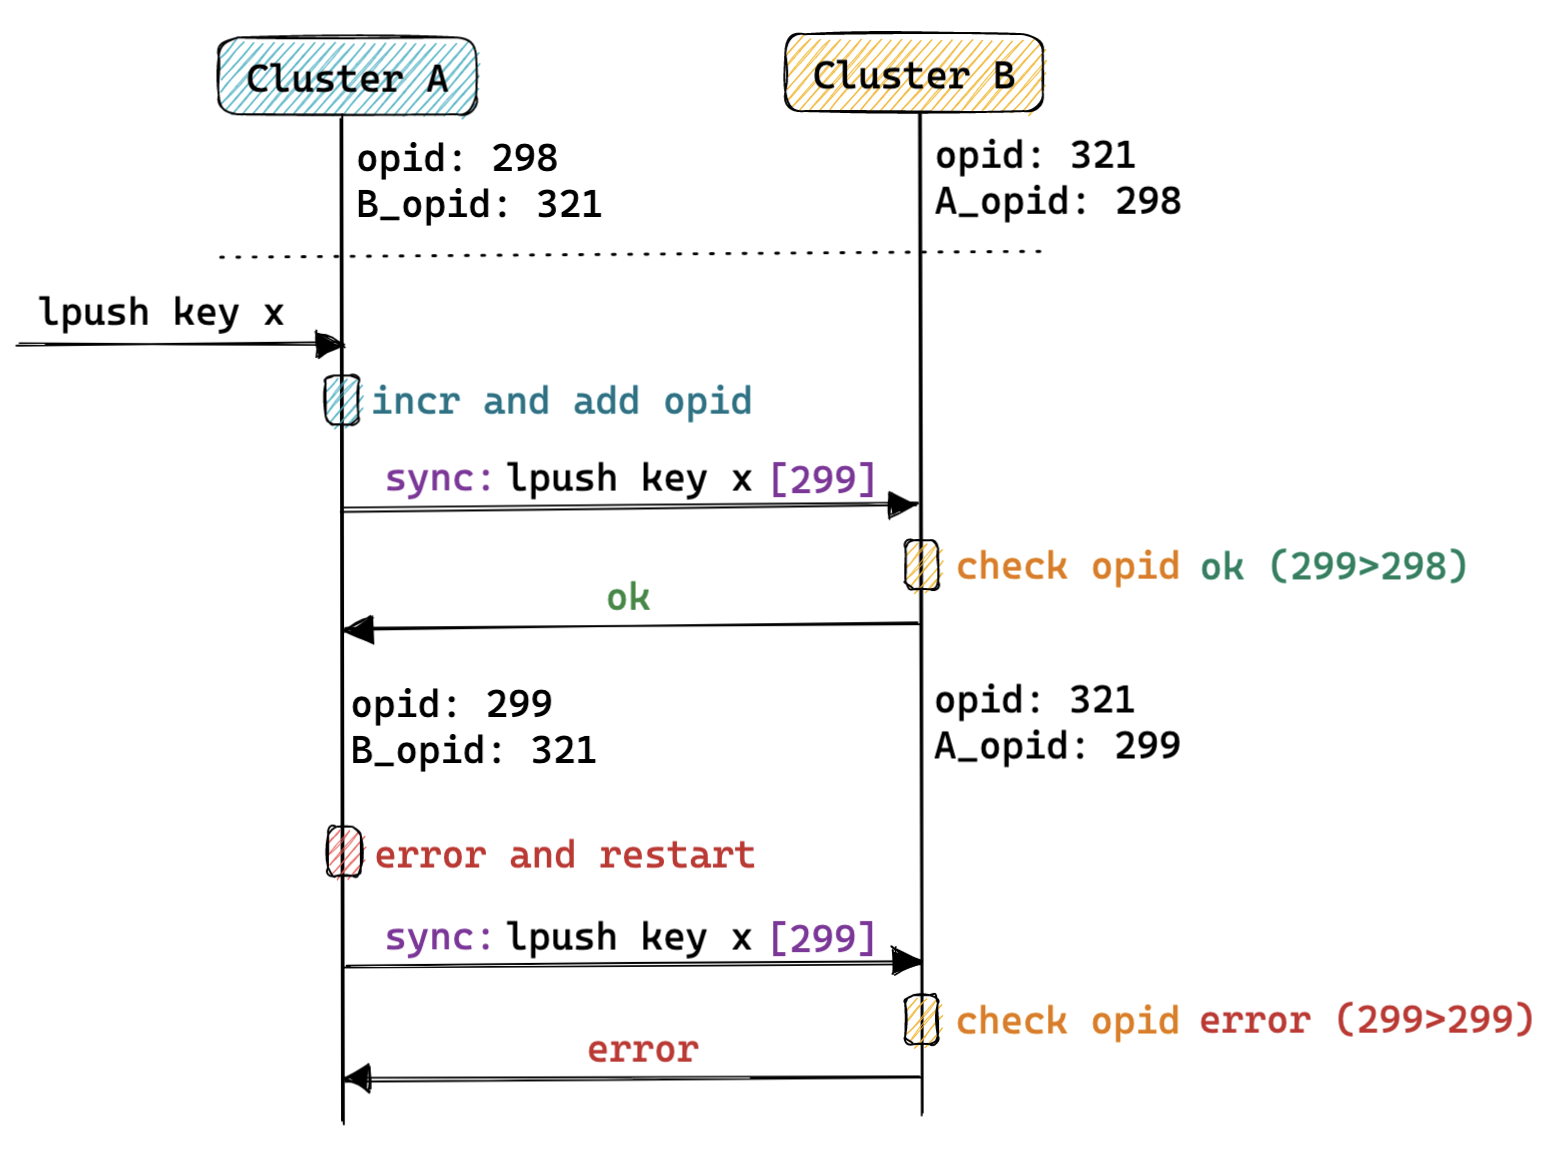 Cluster A
Cluster B
opid: 298
B_opid: 321
opid: 321
A_opid: 298
lpush key x
incr and add opid
sync: lpush key x [299]
check opid ok (299>298)
ok
opid: 299
B_opid: 321
opid: 321
A_opid: 299
error and restart
sync: lpush key x [299]
check opid error (299>299)
error